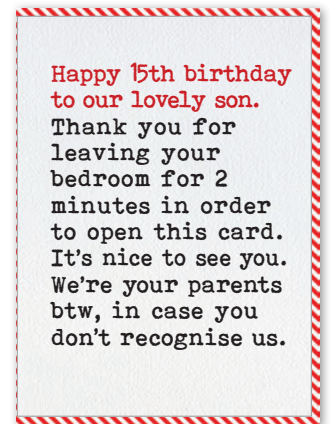 Happy 15th birthday
to our lovely son.
Thank you for
leaving your
bedroom for 2
minutes in order
to open this card.
It's nice to see you.
We're your parents
btw, in case you
don't recognise us.